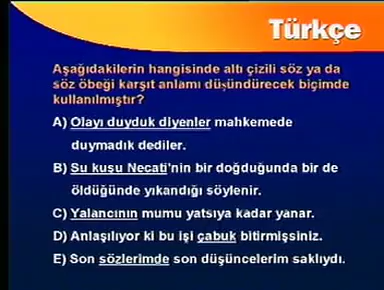 Türkçe
Aşağıdakilerin hangisinde altı çizili söz ya da
söz öbeği karşıt anlamı düşündürecek biçimde
kullanılmıştır?
A) Olayı duyduk diyenler mahkemede
duymadık dediler.
B) Su kuşu Necati'nin bir doğduğunda bir de
öldüğünde yıkandığı söylenir.
C) Yalancının mumu yatsıya kadar yanar.
D) Anlaşılıyor ki bu işi çabuk bitirmişsiniz.
E) Son sözlerimde son düşüncelerim saklıydı.